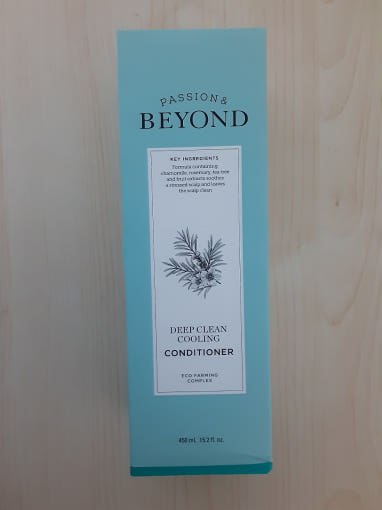 PASSION &
BEYOND
KEY INGREDIENTS
Formula containing
chamomile, rosemary, tea tree
and fruit extracts soothes
a stressed scalp and leaves
the scalp clean
DEEP CLEAN
COOLING
CONDITIONER
ECO FARMING
COMPLEX
450 mL 15.2 fl. oz.